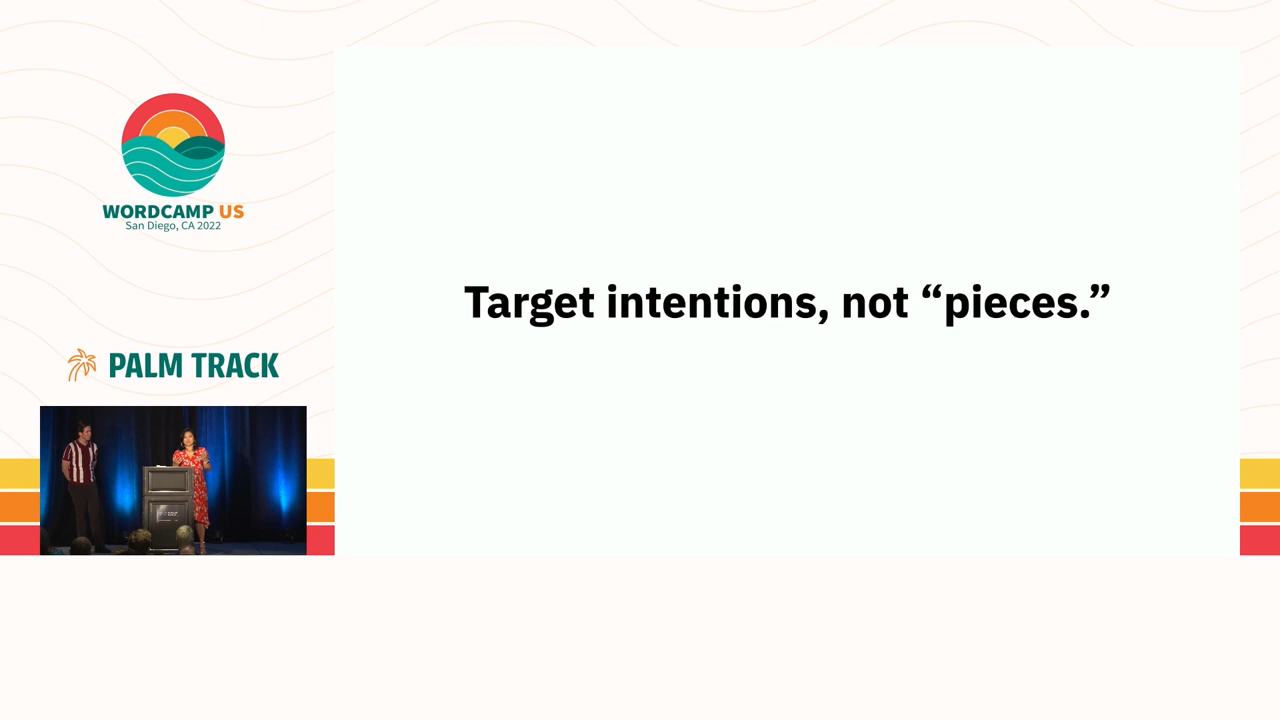 WORDCAMP US
San Diego, CA 2022
PALM TRACK
Target intentions, not “pieces.”